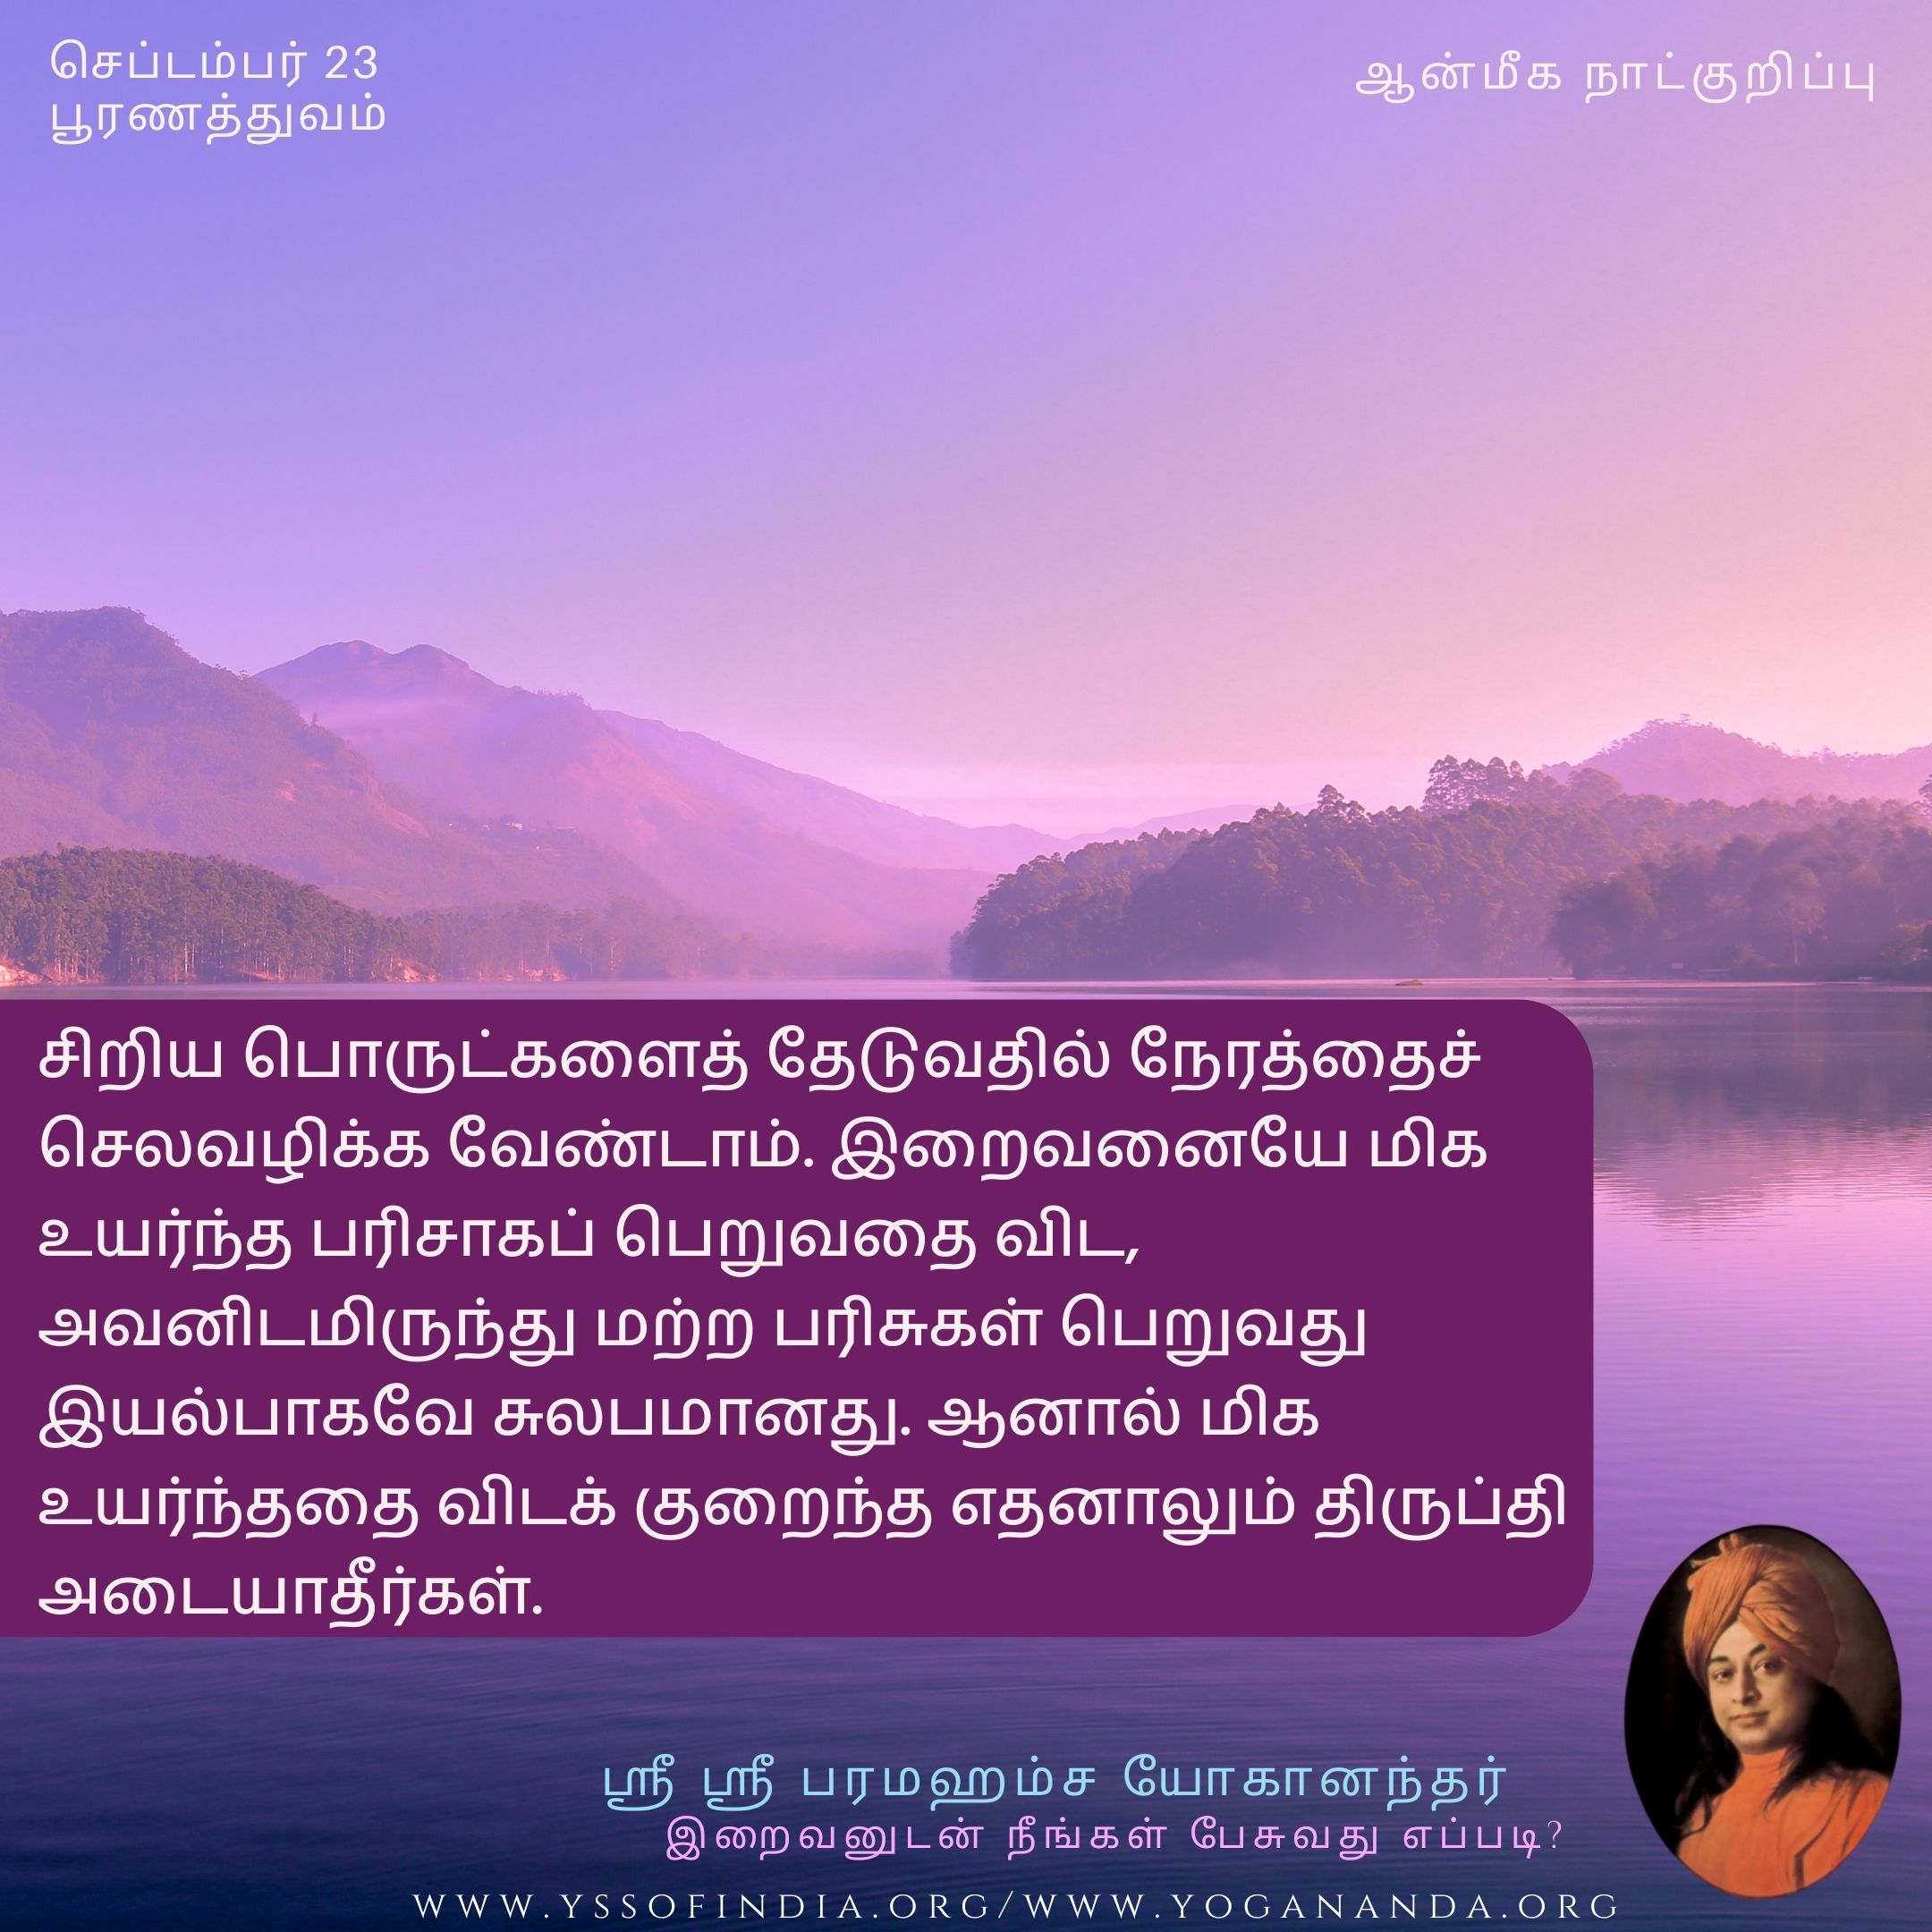 செப்டம்பர் 23
பூரணத்துவம்
ஆன்மீக நாட்குறிப்பு
சிறிய பொருட்களைத் தேடுவதில் நேரத்தைச்
செலவழிக்க வேண்டாம். இறைவனையே மிக
உயர்ந்த பரிசாகப் பெறுவதை விட,
அவனிடமிருந்து மற்ற பரிசுகள் பெறுவது
இயல்பாகவே சுலபமானது. ஆனால் மிக
உயர்ந்ததை விடக் குறைந்த எதனாலும் திருப்தி
அடையாதீர்கள்.
ஸ்ரீ ஸ்ரீ பரமஹம்ச யோகானந்தர்
இறைவனுடன் நீங்கள் பேசுவது எப்படி?
WWW.YSSOFINDIA.ORG/WWW.YOGANANDA.ORG